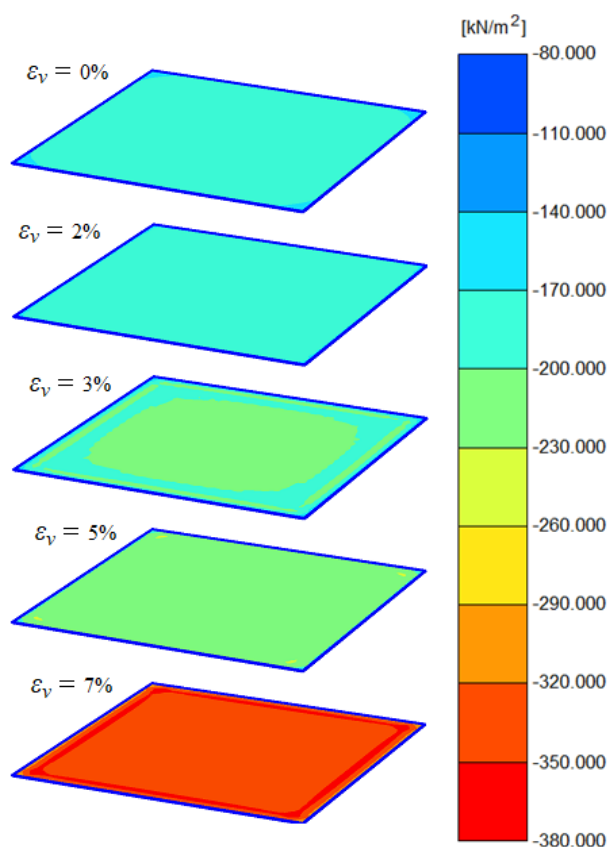 [kN/m²]
εᵥ = 0%
εᵥ = 2%
εᵥ = 3%
εᵥ = 5%
εᵥ = 7%
-80.000
-110.000
-140.000
-170.000
-200.000
-230.000
-260.000
-290.000
-320.000
-350.000
-380.000